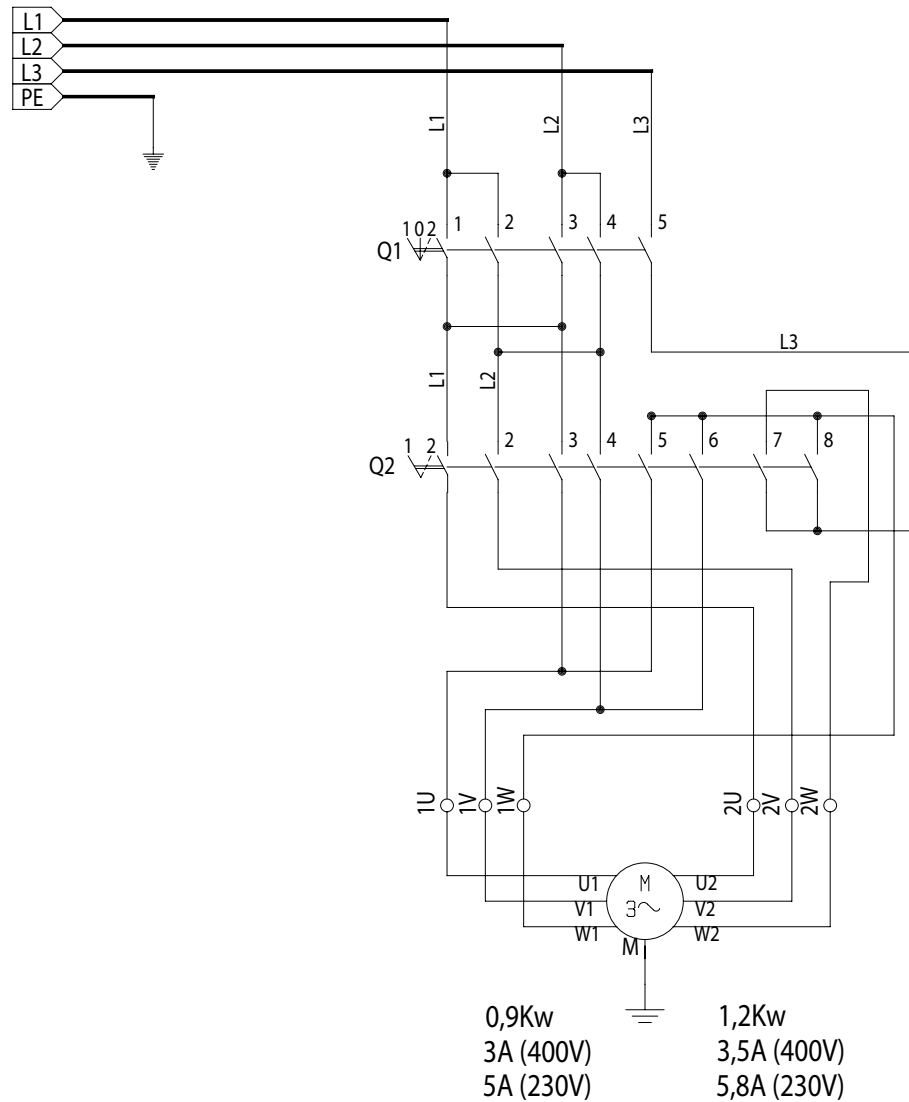 L1
L2
L3
PE
L1
L2
L3
1 0 2
1
2
3
4
5
Q1
L3
L1
L2
1 2
2
3
4
5
6
7
8
Q2
1U
1V
1W
2U
2V
2W
U1
M
U2
V1
3~
V2
W1
W2
M
0,9Kw
1,2Kw
3A (400V)
3,5A (400V)
5A (230V)
5,8A (230V)